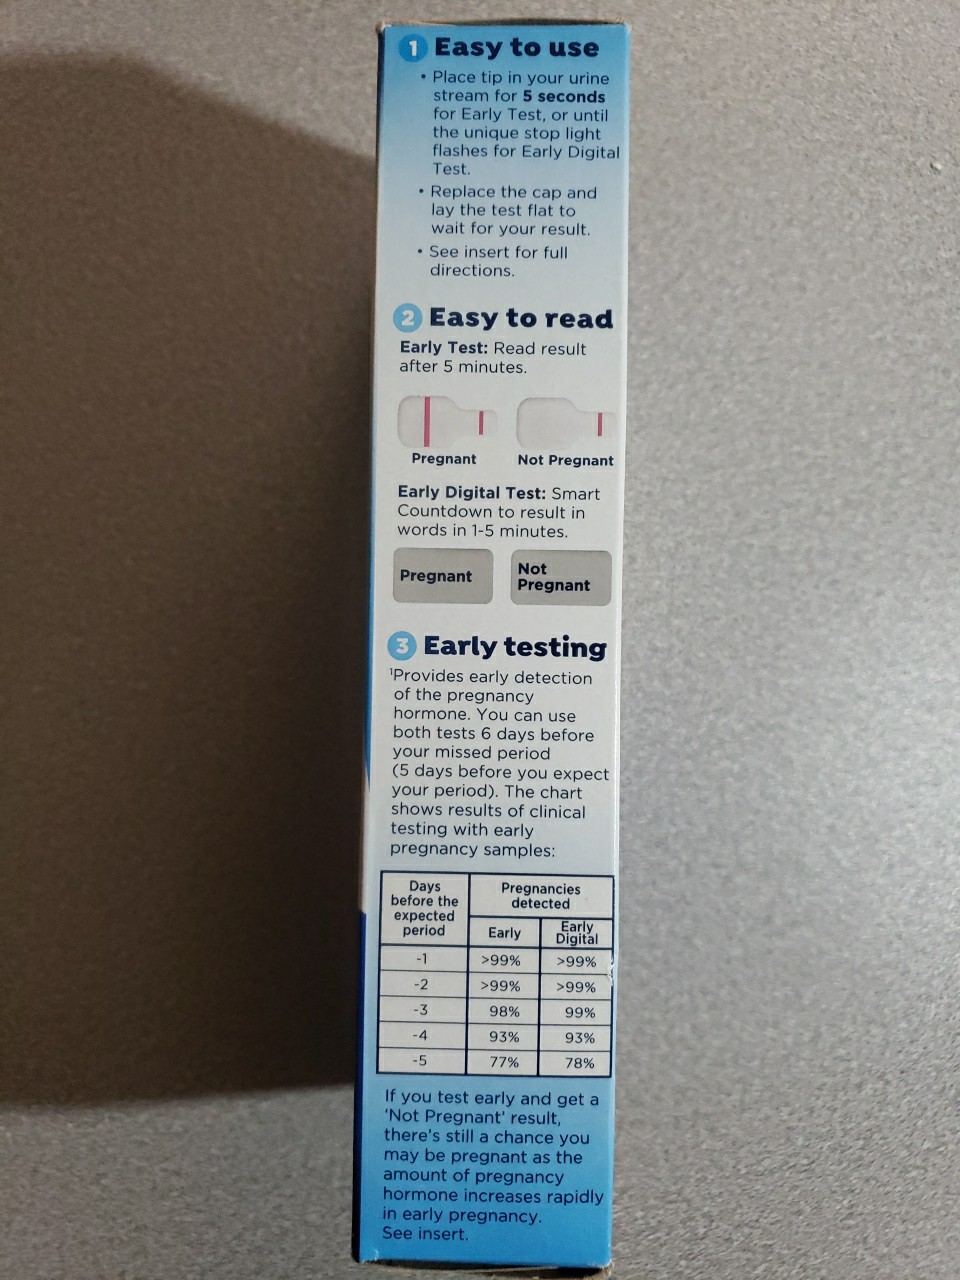 1 Easy to use
• Place tip in your urine
stream for 5 seconds
for Early Test, or until
the unique stop light
flashes for Early Digital
Test.
• Replace the cap and
lay the test flat to
wait for your result.
• See insert for full
directions.
2 Easy to read
Early Test: Read result
after 5 minutes.
Pregnant Not Pregnant
Early Digital Test: Smart
Countdown to result in
words in 1-5 minutes.
Pregnant
Not
Pregnant
3 Early testing
¹Provides early detection
of the pregnancy
hormone. You can use
both tests 6 days before
your missed period
(5 days before you expect
your period). The chart
shows results of clinical
testing with early
pregnancy samples:
Days
before the
expected
period
Pregnancies
detected
Early
Early
Digital
-1 >99% >99%
-2 >99% >99%
-3 98% 99%
-4 93% 93%
-5 77% 78%
If you test early and get a
'Not Pregnant' result,
there's still a chance you
may be pregnant as the
amount of pregnancy
hormone increases rapidly
in early pregnancy.
See insert.